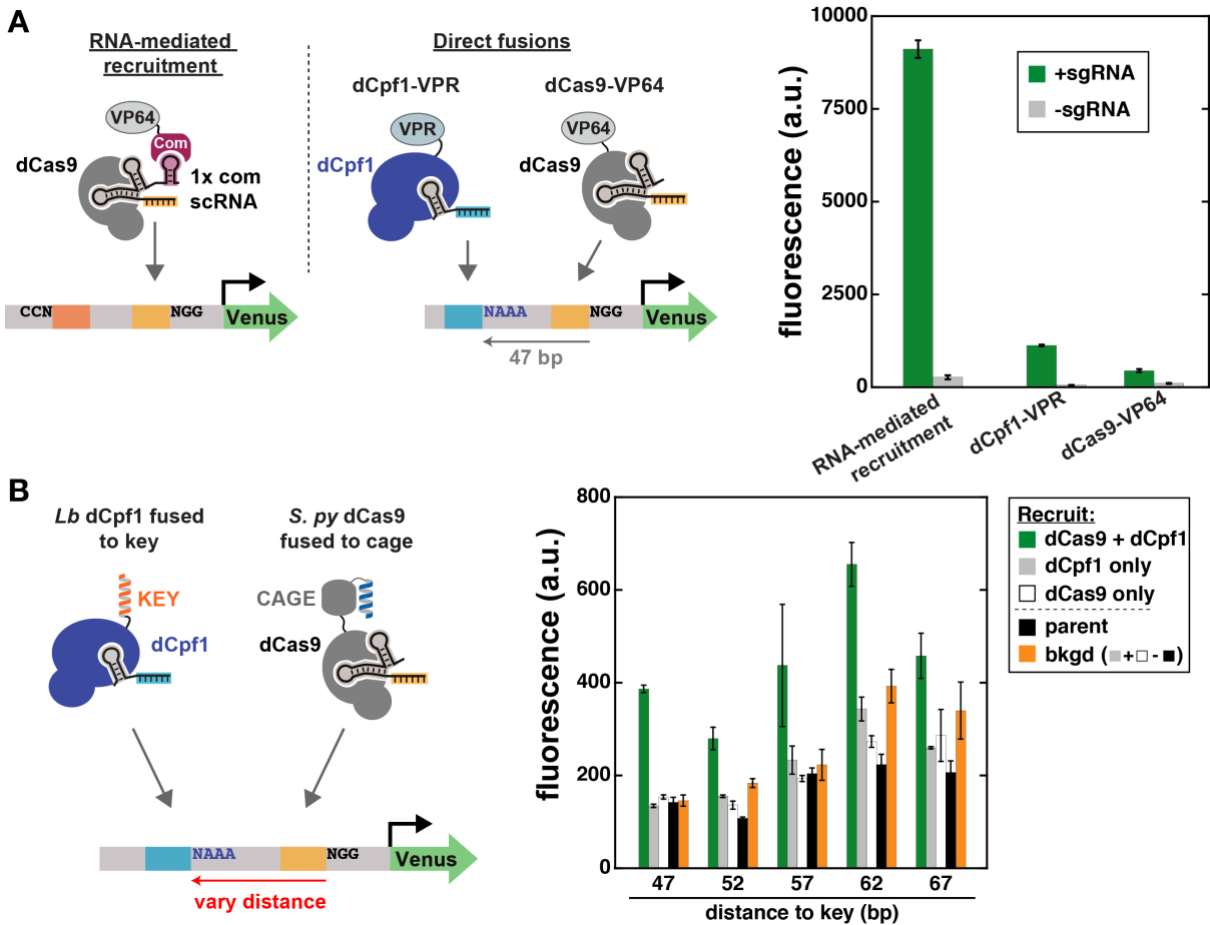 A
RNA-mediated
recruitment
Direct fusions
dCpf1-VPR
dCas9-VP64
VP64
Com
dCas9
1x com
scRNA
VPR
dCpf1
VP64
dCas9
CCN
NGG
Venus
NAAA
NGG
Venus
47 bp
fluorescence (a.u.)
10000
7500
5000
2500
0
+sgRNA
-sgRNA
RNA-mediated
recruitment
dCpf1-VPR
dCas9-VP64
B
Lb dCpf1 fused
to key
S. py dCas9
fused to cage
KEY
dCpf1
CAGE
dCas9
NAAA
NGG
Venus
vary distance
fluorescence (a.u.)
800
600
400
200
0
47 52 57 62 67
distance to key (bp)
Recruit:
dCas9 + dCpf1
dCpf1 only
dCas9 only
parent
bkgd ( + - )